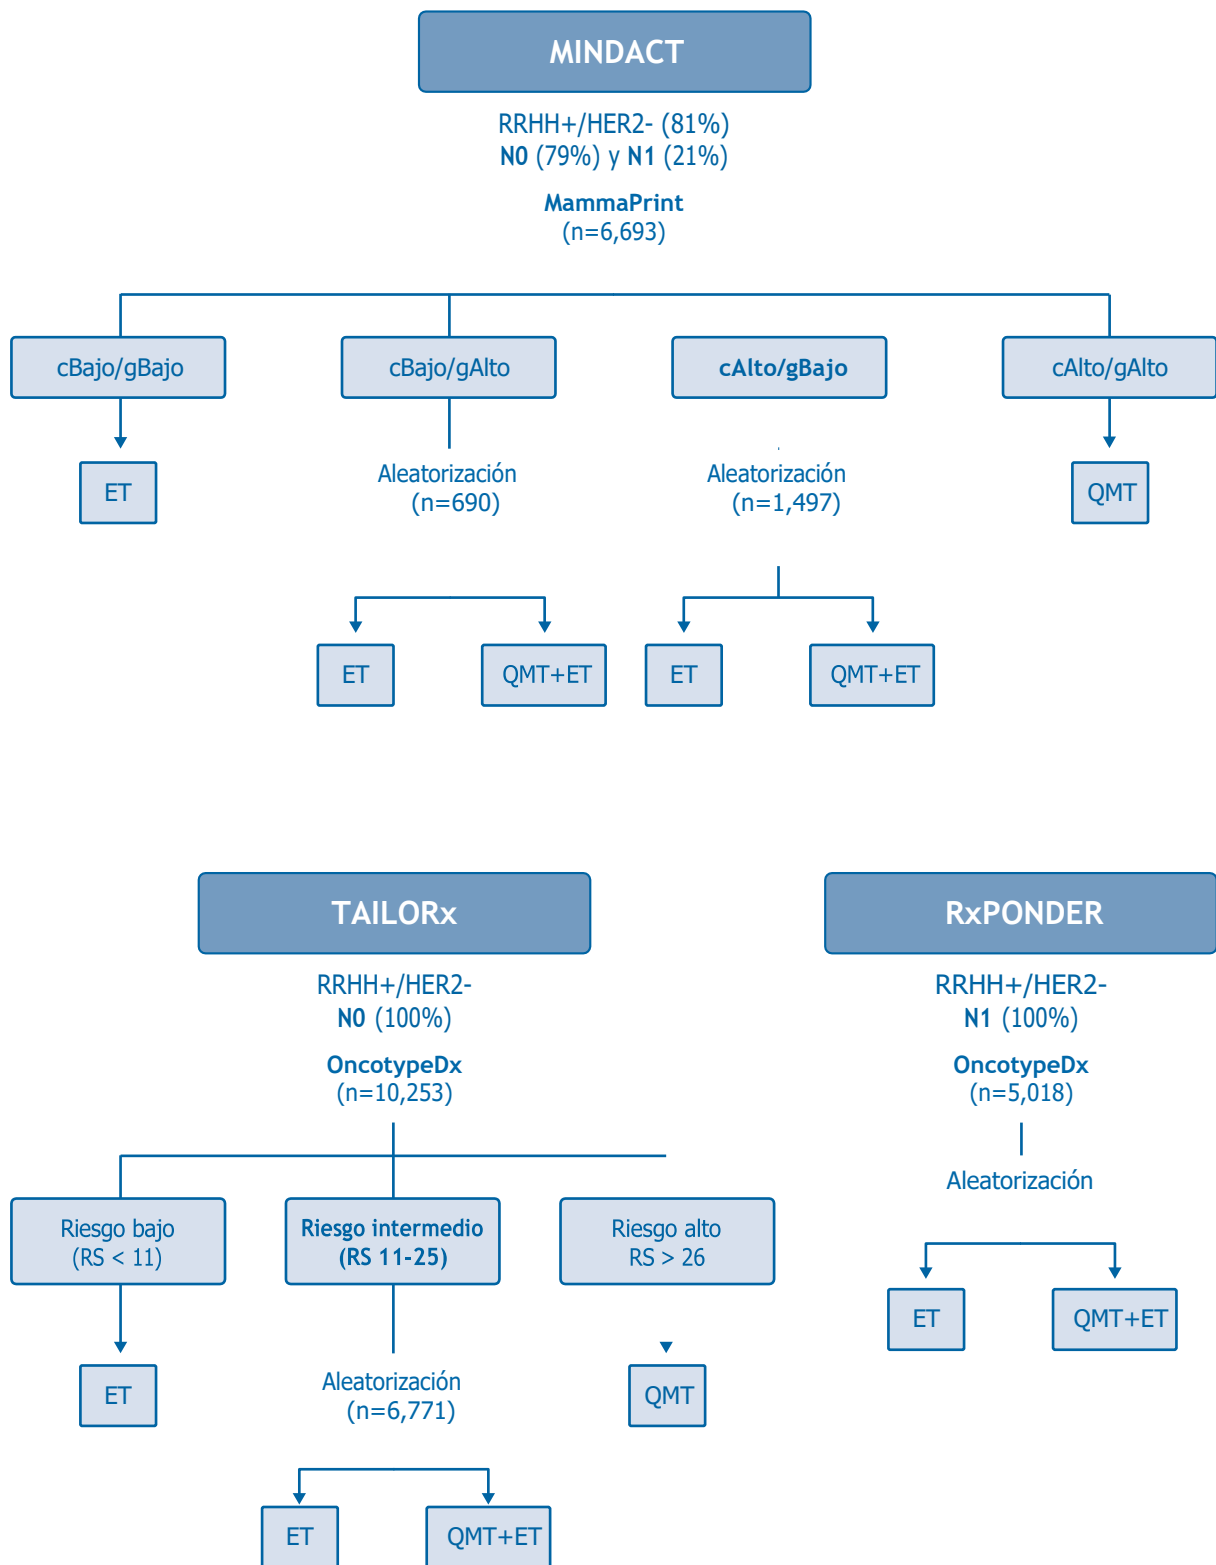 MINDACT
RRHH+/HER2- (81%)
N0 (79%) y N1 (21%)
MammaPrint
(n=6,693)
cBajo/gBajo
cBajo/gAlto
cAlto/gBajo
cAlto/gAlto
ET
Aleatorización
(n=690)
Aleatorización
(n=1,497)
QMT
ET
QMT+ET
ET
QMT+ET
TAILORx
RRHH+/HER2-
N0 (100%)
OncotypeDx
(n=10,253)
Riesgo bajo
(RS < 11)
Riesgo intermedio
(RS 11-25)
Riesgo alto
RS > 26
ET
Aleatorización
(n=6,771)
QMT
ET
QMT+ET
RxPONDER
RRHH+/HER2-
N1 (100%)
OncotypeDx
(n=5,018)
Aleatorización
ET
QMT+ET